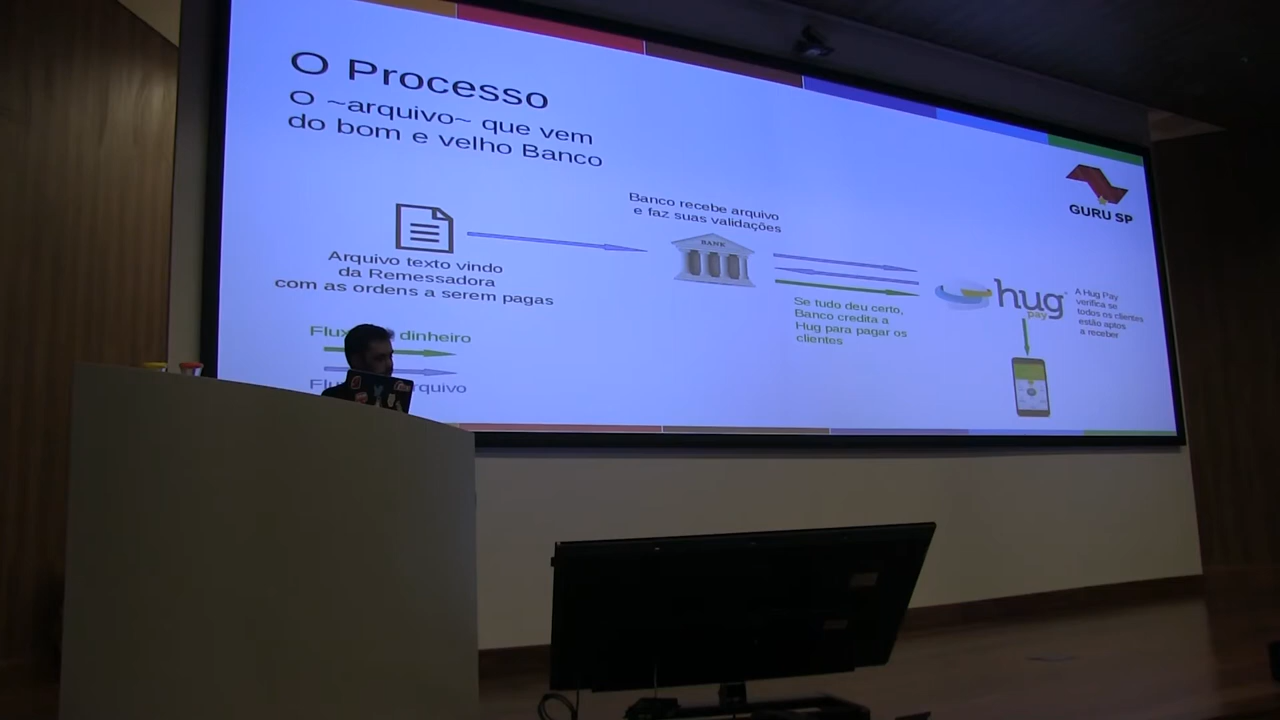 O Processo
O ~arquivo~ que vem
do bom e velho Banco
GURU SP
Banco recebe arquivo
e faz suas validações
BANK
Arquivo texto vindo
da Remessadora
com as ordens a serem pagas
hug
pay
A Hug Pay
verifica se
todos os clientes
estão aptos
a receber
Se tudo deu certo,
Banco credita a
Hug para pagar os
clientes
dinheiro